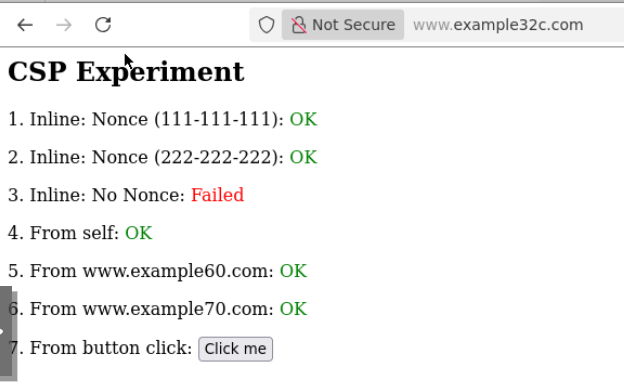 Not Secure www.example32c.com
CSP Experiment
1. Inline: Nonce (111-111-111): OK
2. Inline: Nonce (222-222-222): OK
3. Inline: No Nonce: Failed
4. From self: OK
5. From www.example60.com: OK
6. From www.example70.com: OK
7. From button click: Click me